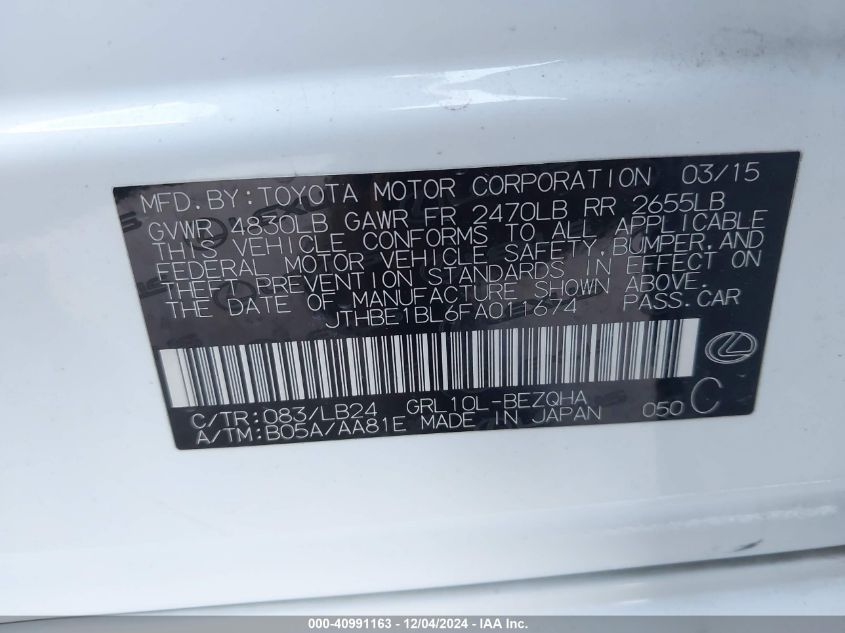 MFD.BY:TOYOTA MOTOR CORPORATION 03/15
GVWR 4830LB GAWR FR 2470LB RR 2655LB
THIS VEHICLE CONFORMS TO ALL APPLICABLE
FEDERAL MOTOR VEHICLE SAFETY,BUMPER,AND
THEFT PREVENTION STANDARDS IN EFFECT ON
THE DATE OF MANUFACTURE SHOWN ABOVE.
JTHBE1BL6FA011674 PASS.CAR
C/TR:083/LB24 GRL10L-BEZQHA
A/TM:B05A/AA81E MADE IN JAPAN 050 C
000-40991163 - 12/04/2024 - IAA Inc.